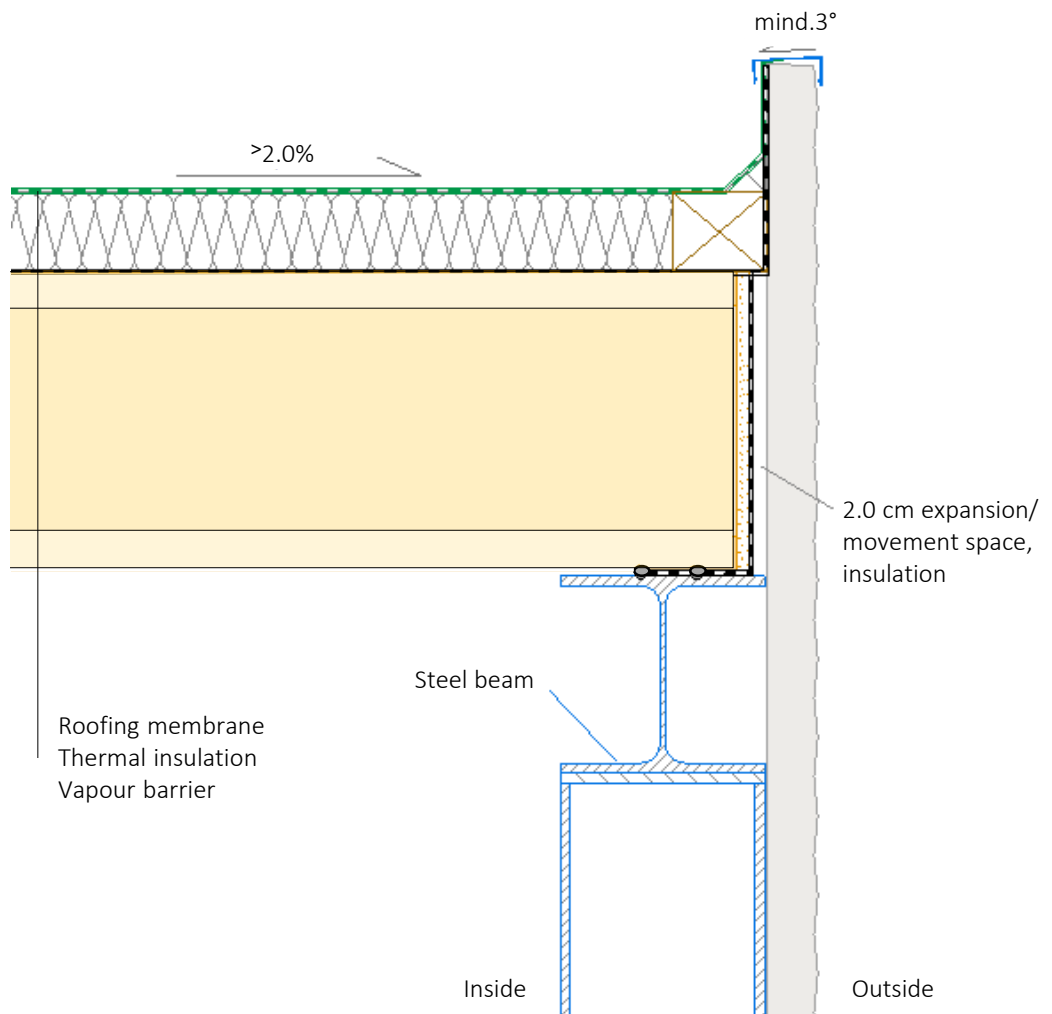 mind.3°
>2.0%
2.0 cm expansion/
movement space,
insulation
Steel beam
Roofing membrane
Thermal insulation
Vapour barrier
Inside
Outside